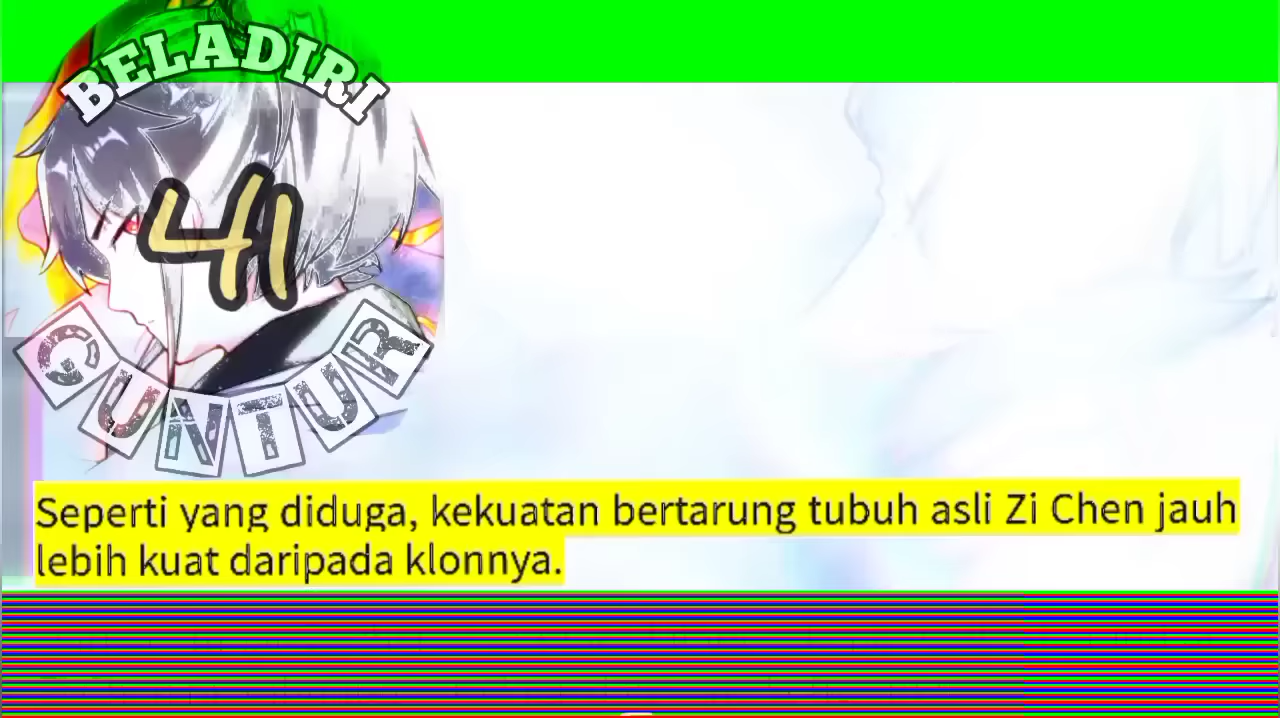 BELADIRI
41
GUNTUR
Seperti yang diduga, kekuatan bertarung tubuh asli Zi Chen jauh
lebih kuat daripada klonnya.